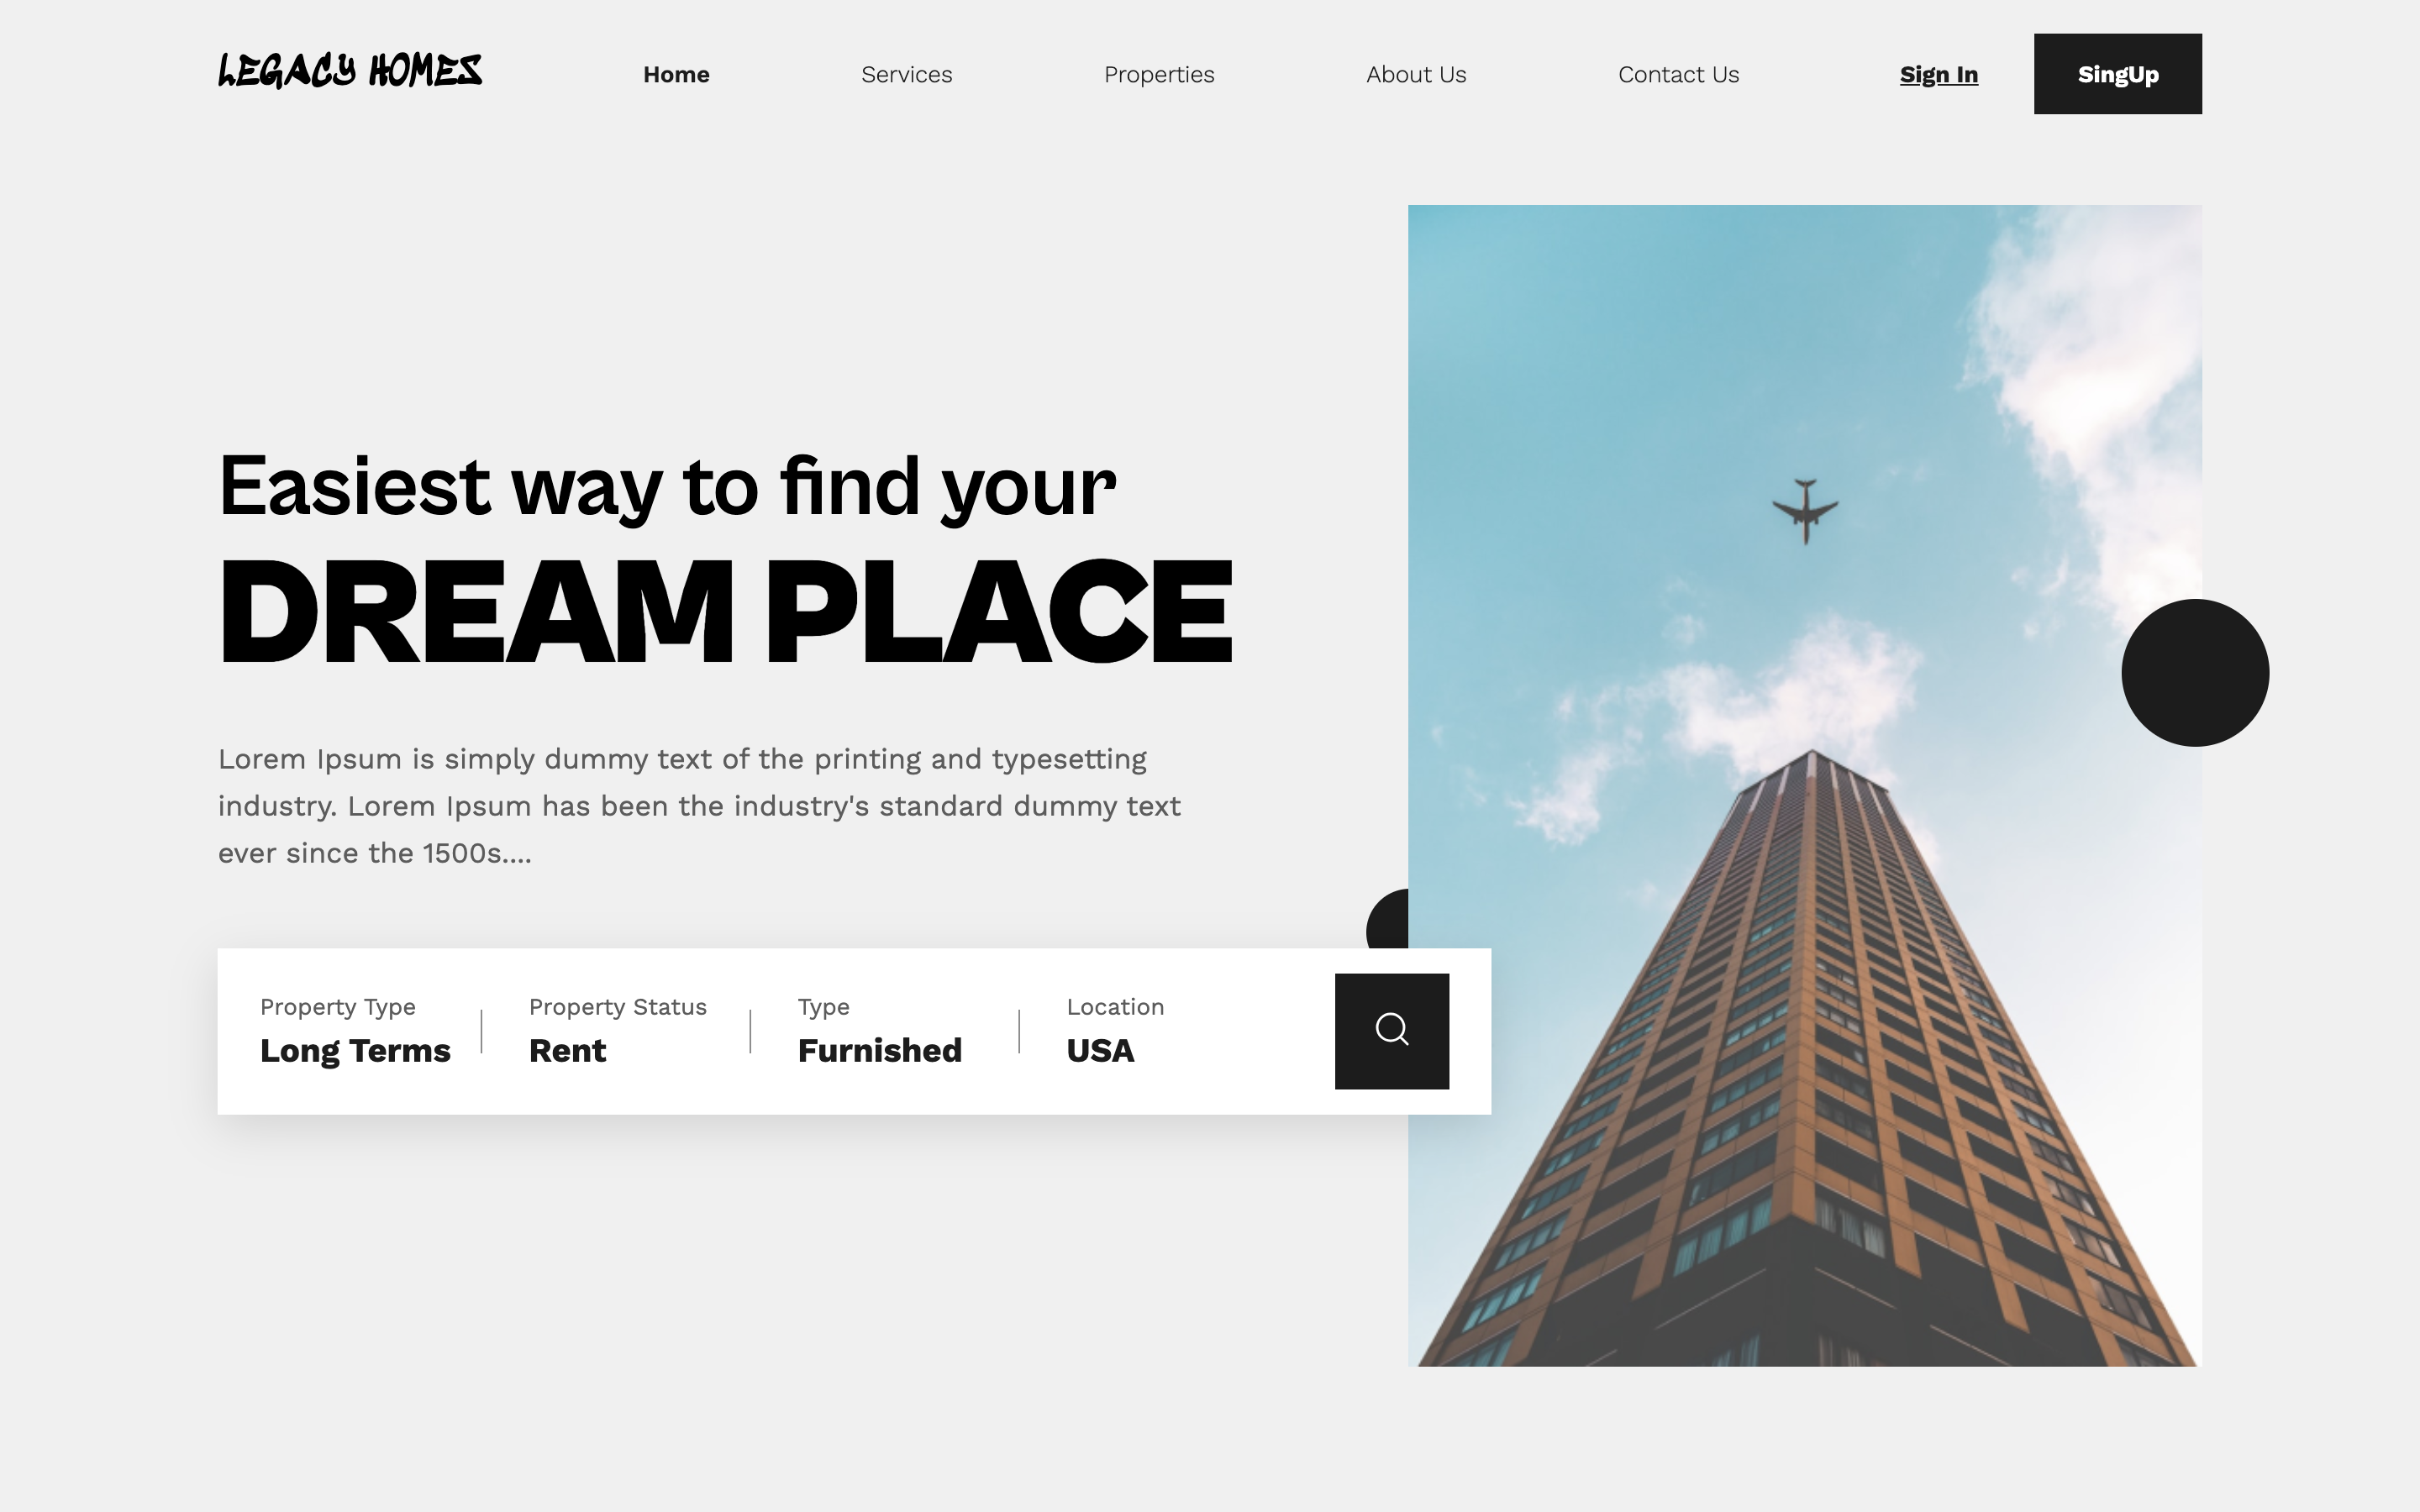 LEGACY HOMES
Home
Services
Properties
About Us
Contact Us
Sign In
SingUp
Easiest way to find your
DREAM PLACE
Lorem Ipsum is simply dummy text of the printing and typesetting
industry. Lorem Ipsum has been the industry's standard dummy text
ever since the 1500s....
Property Type
Long Terms
Property Status
Rent
Type
Furnished
Location
USA